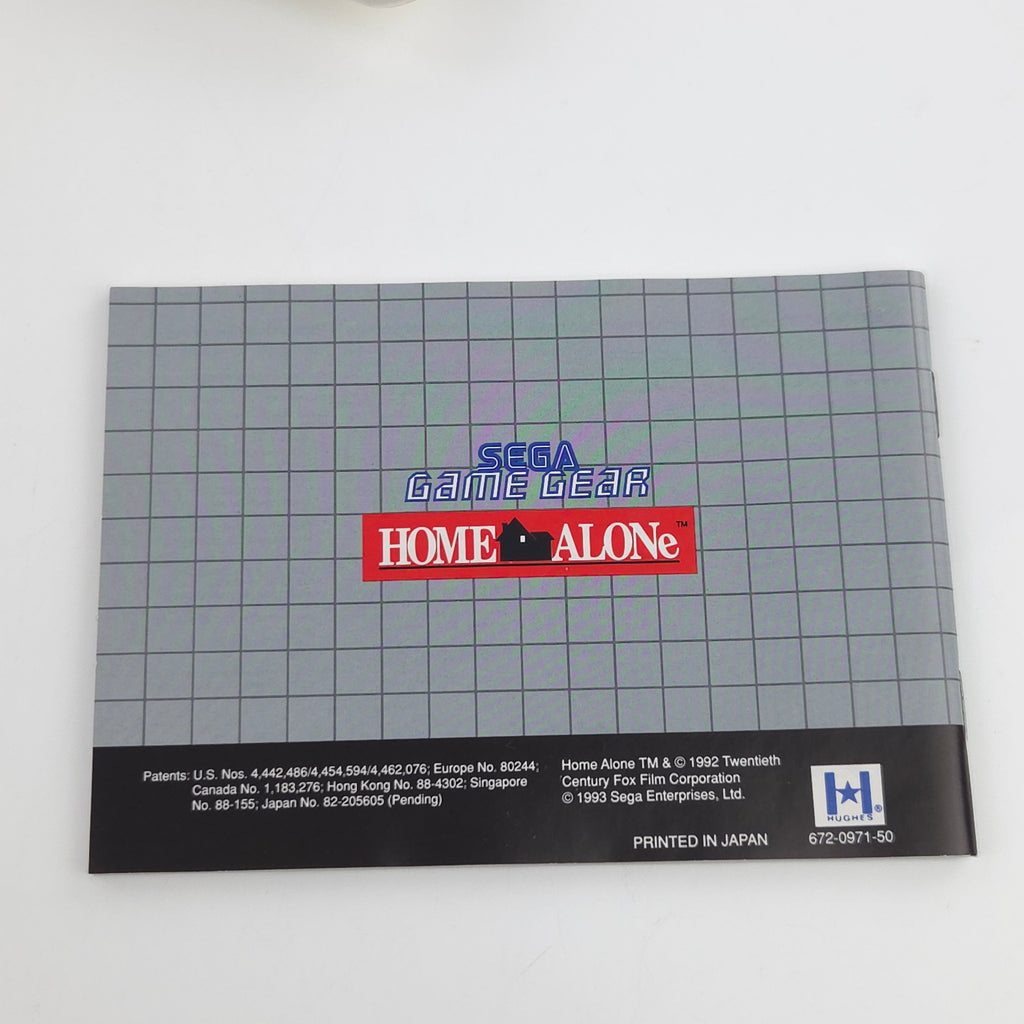 SEGA
GAME GEAR
HOME ALONe™
Patents: U.S. Nos. 4,442,486/4,454,594/4,462,076; Europe No. 80244;
Canada No. 1,183,276; Hong Kong No. 88-4302; Singapore
No. 88-155; Japan No. 82-205605 (Pending)
Home Alone TM & © 1992 Twentieth
Century Fox Film Corporation
© 1993 Sega Enterprises, Ltd.
PRINTED IN JAPAN
H
HUGHES®
672-0971-50